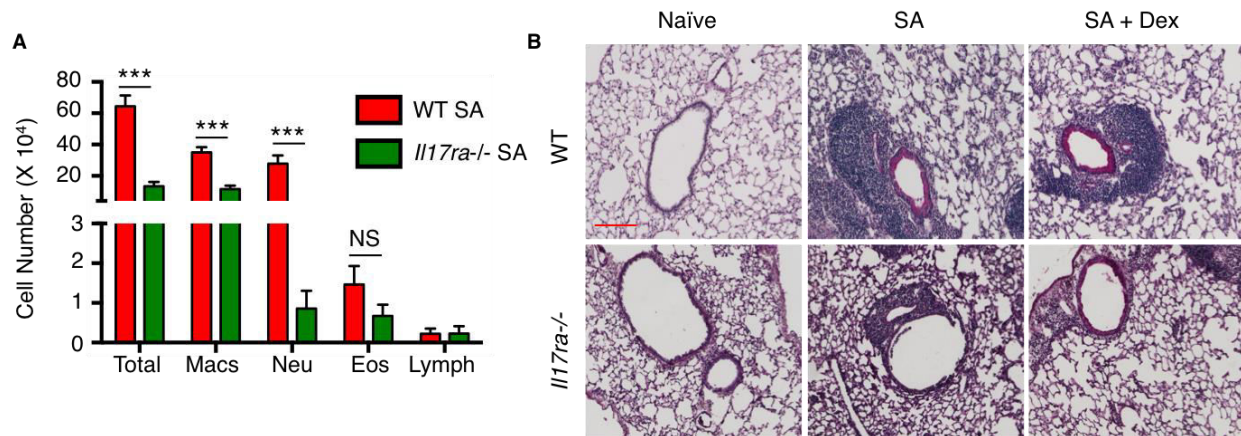 A
Cell Number (X 10⁴)
80
60
40
20
3
2
1
0
***
***
***
NS
WT SA
Il17ra-/- SA
Total Macs Neu Eos Lymph
B
Naïve SA SA + Dex
WT
Il17ra-/-